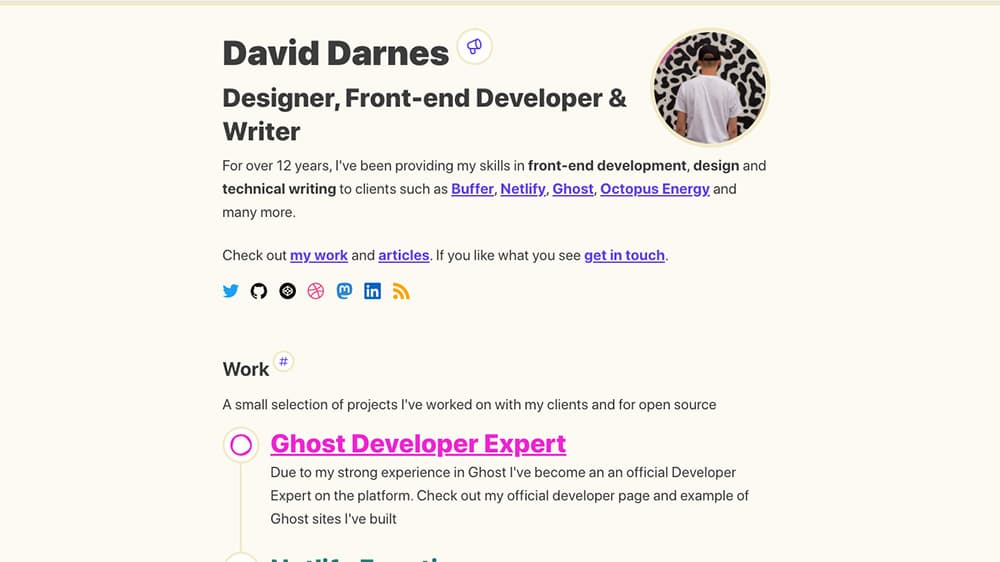 David Darnes
Designer, Front-end Developer &
Writer
For over 12 years, I've been providing my skills in front-end development, design and
technical writing to clients such as Buffer, Netlify, Ghost, Octopus Energy and
many more.
Check out my work and articles. If you like what you see get in touch.
Work #
A small selection of projects I've worked on with my clients and for open source
Ghost Developer Expert
Due to my strong experience in Ghost I've become an an official Developer
Expert on the platform. Check out my official developer page and example of
Ghost sites I've built